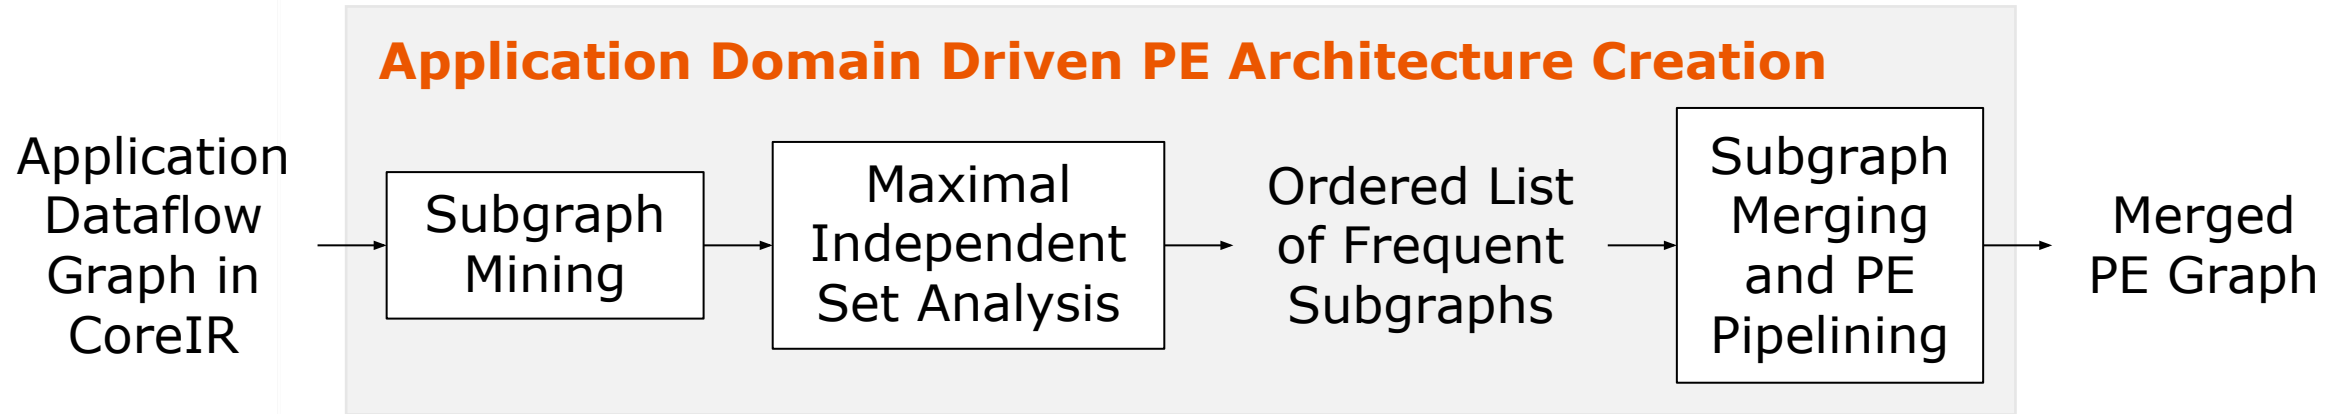 Application Domain Driven PE Architecture Creation
Application
Dataflow
Graph in
CoreIR
Subgraph
Mining
Maximal
Independent
Set Analysis
Ordered List
of Frequent
Subgraphs
Subgraph
Merging
and PE
Pipelining
Merged
PE Graph